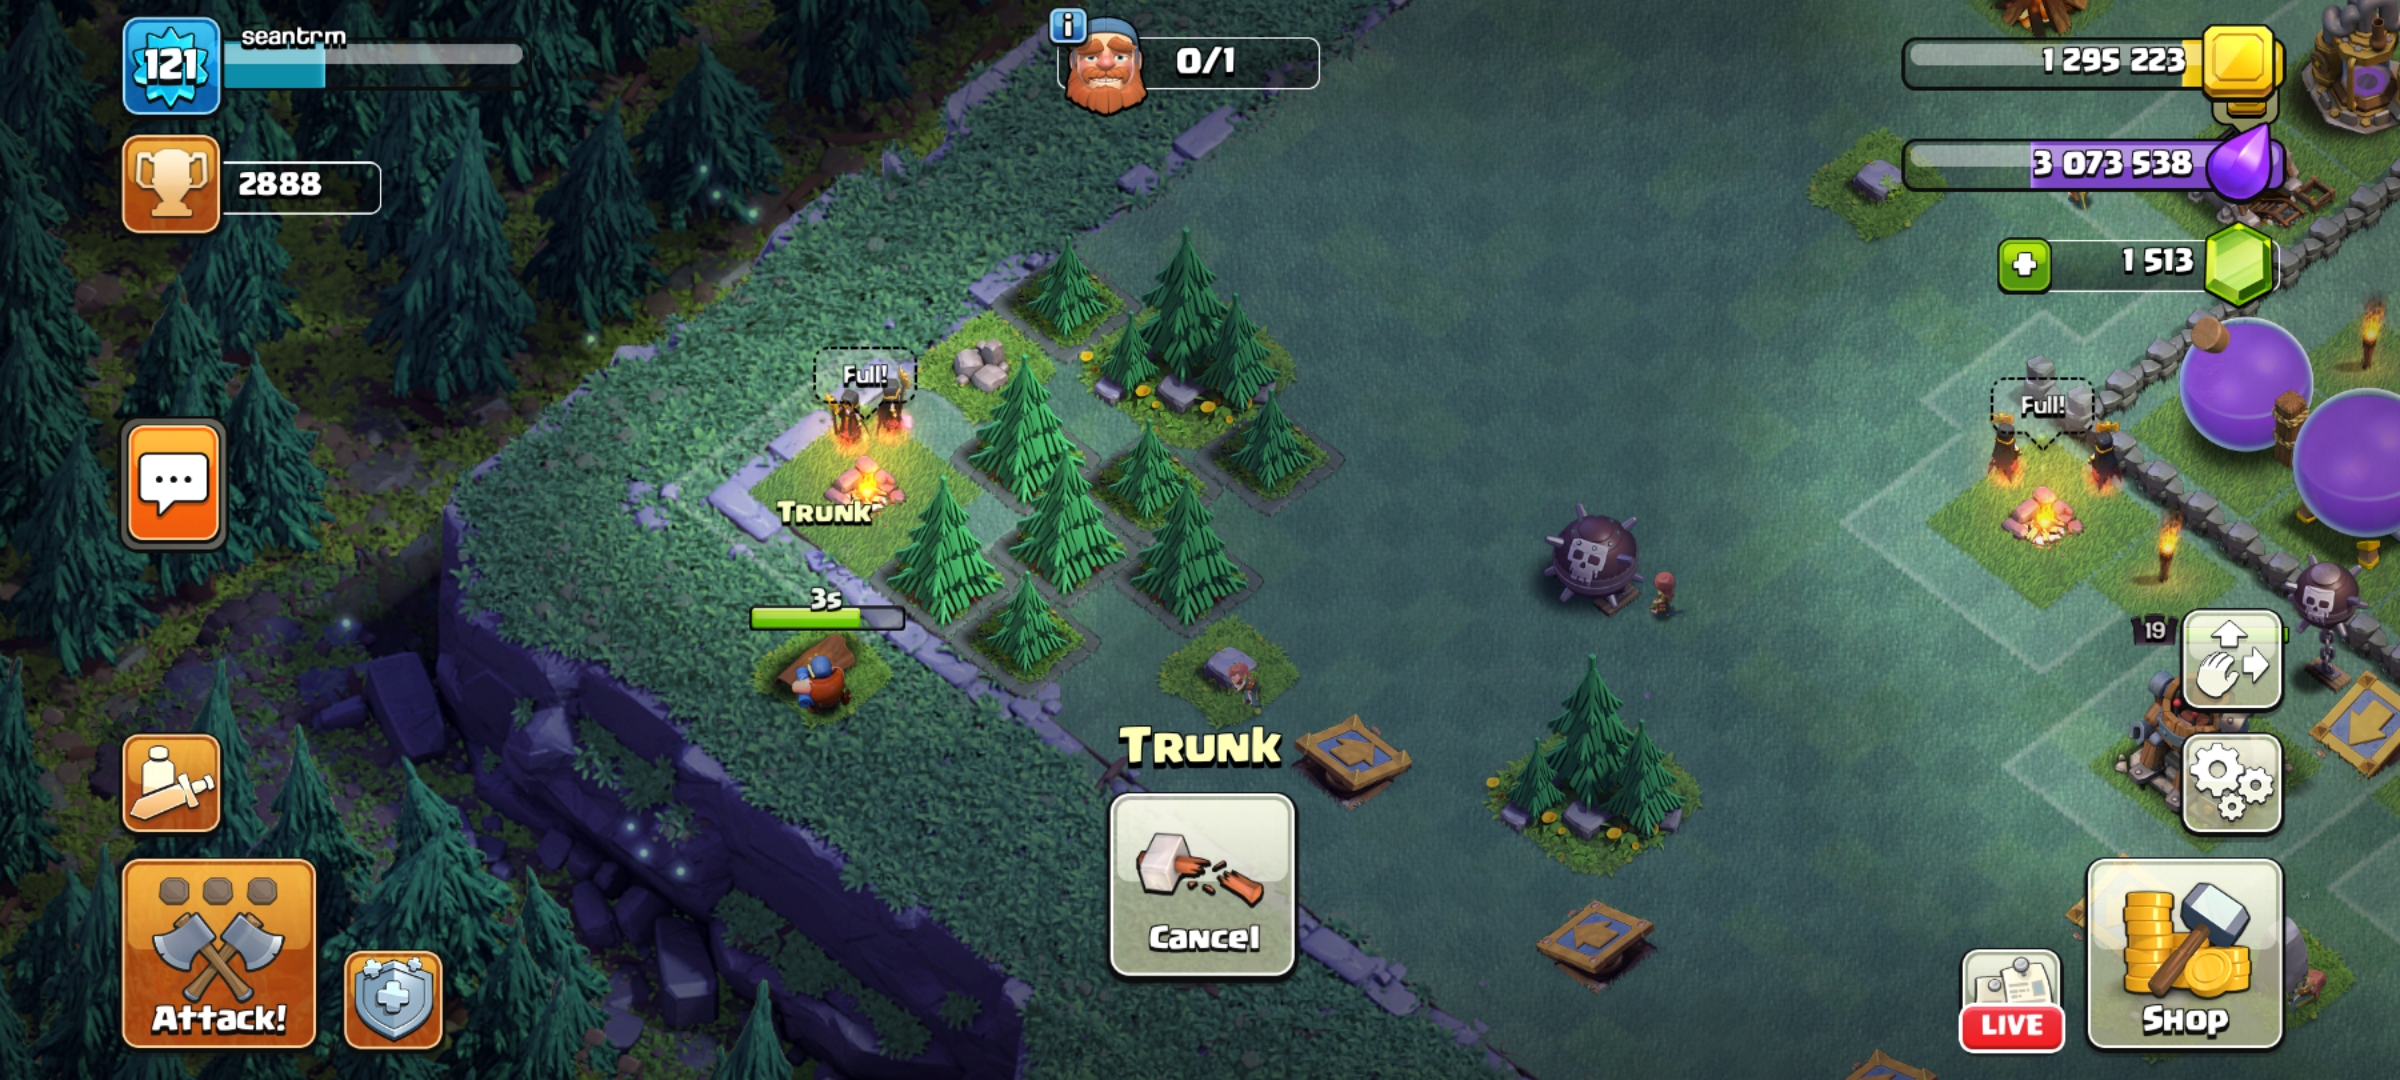 121
seantrm
0/1
1 295 223
2888
3 073 538
1 513
Full!
Full!
Trunk
3s
19
Trunk
Cancel
Attack!
LIVE
Shop